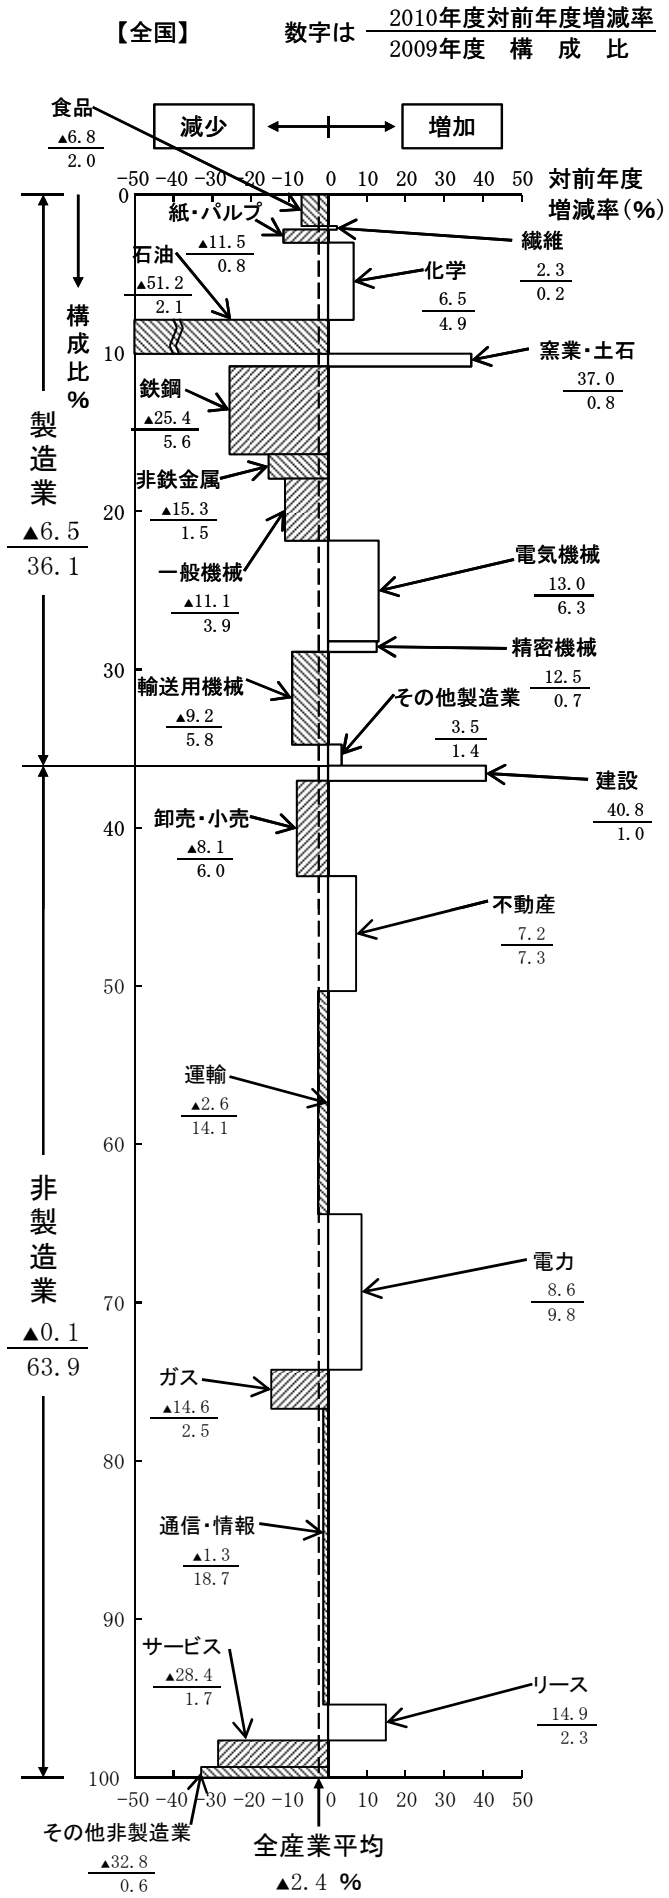 【全国】
数字は 2010年度対前年度増減率
2009年度 構 成 比
減少
増加
食品
▲6.8
2.0
-50 -40 -30 -20 -10 0 10 20 30 40 50
対前年度
増減率(%)
0
紙・パルプ
▲11.5
0.8
繊維
2.3
0.2
石油
▲51.2
2.1
化学
6.5
4.9
構成比%
10
窯業・土石
37.0
0.8
鉄鋼
▲25.4
5.6
製造業
▲6.5
36.1
非鉄金属
▲15.3
1.5
20
一般機械
▲11.1
3.9
電気機械
13.0
6.3
精密機械
12.5
0.7
30
輸送用機械
▲9.2
5.8
その他製造業
3.5
1.4
建設
40.8
1.0
卸売・小売
▲8.1
6.0
40
不動産
7.2
7.3
50
運輸
▲2.6
14.1
60
非製造業
▲0.1
63.9
電力
8.6
9.8
70
ガス
▲14.6
2.5
80
通信・情報
▲1.3
18.7
90
サービス
▲28.4
1.7
リース
14.9
2.3
100
-50 -40 -30 -20 -10 0 10 20 30 40 50
その他非製造業
▲32.8
0.6
全産業平均
▲2.4 %